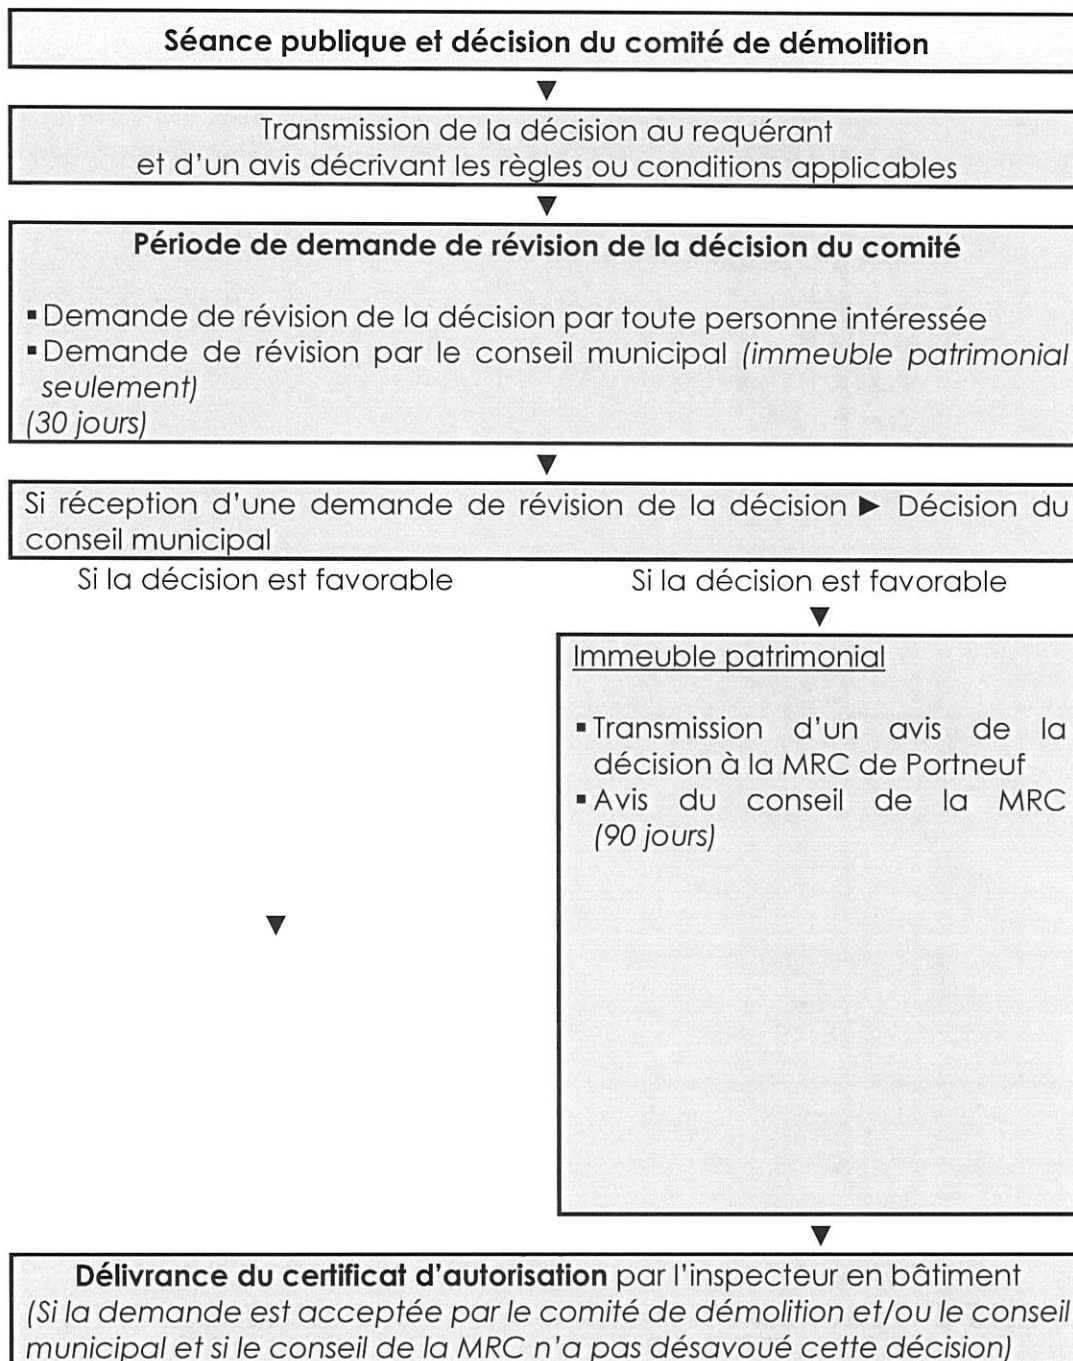 Séance publique et décision du comité de démolition
▼
Transmission de la décision au requérant
et d'un avis décrivant les règles ou conditions applicables
▼
Période de demande de révision de la décision du comité
▪ Demande de révision de la décision par toute personne intéressée
▪ Demande de révision par le conseil municipal (immeuble patrimonial
seulement)
(30 jours)
▼
Si réception d'une demande de révision de la décision ► Décision du
conseil municipal
Si la décision est favorable
Si la décision est favorable
▼
Immeuble patrimonial
▪ Transmission d'un avis de la
décision à la MRC de Portneuf
▪ Avis du conseil de la MRC
(90 jours)
▼
▼
Délivrance du certificat d'autorisation par l'inspecteur en bâtiment
(Si la demande est acceptée par le comité de démolition et/ou le conseil
municipal et si le conseil de la MRC n'a pas désavoué cette décision)